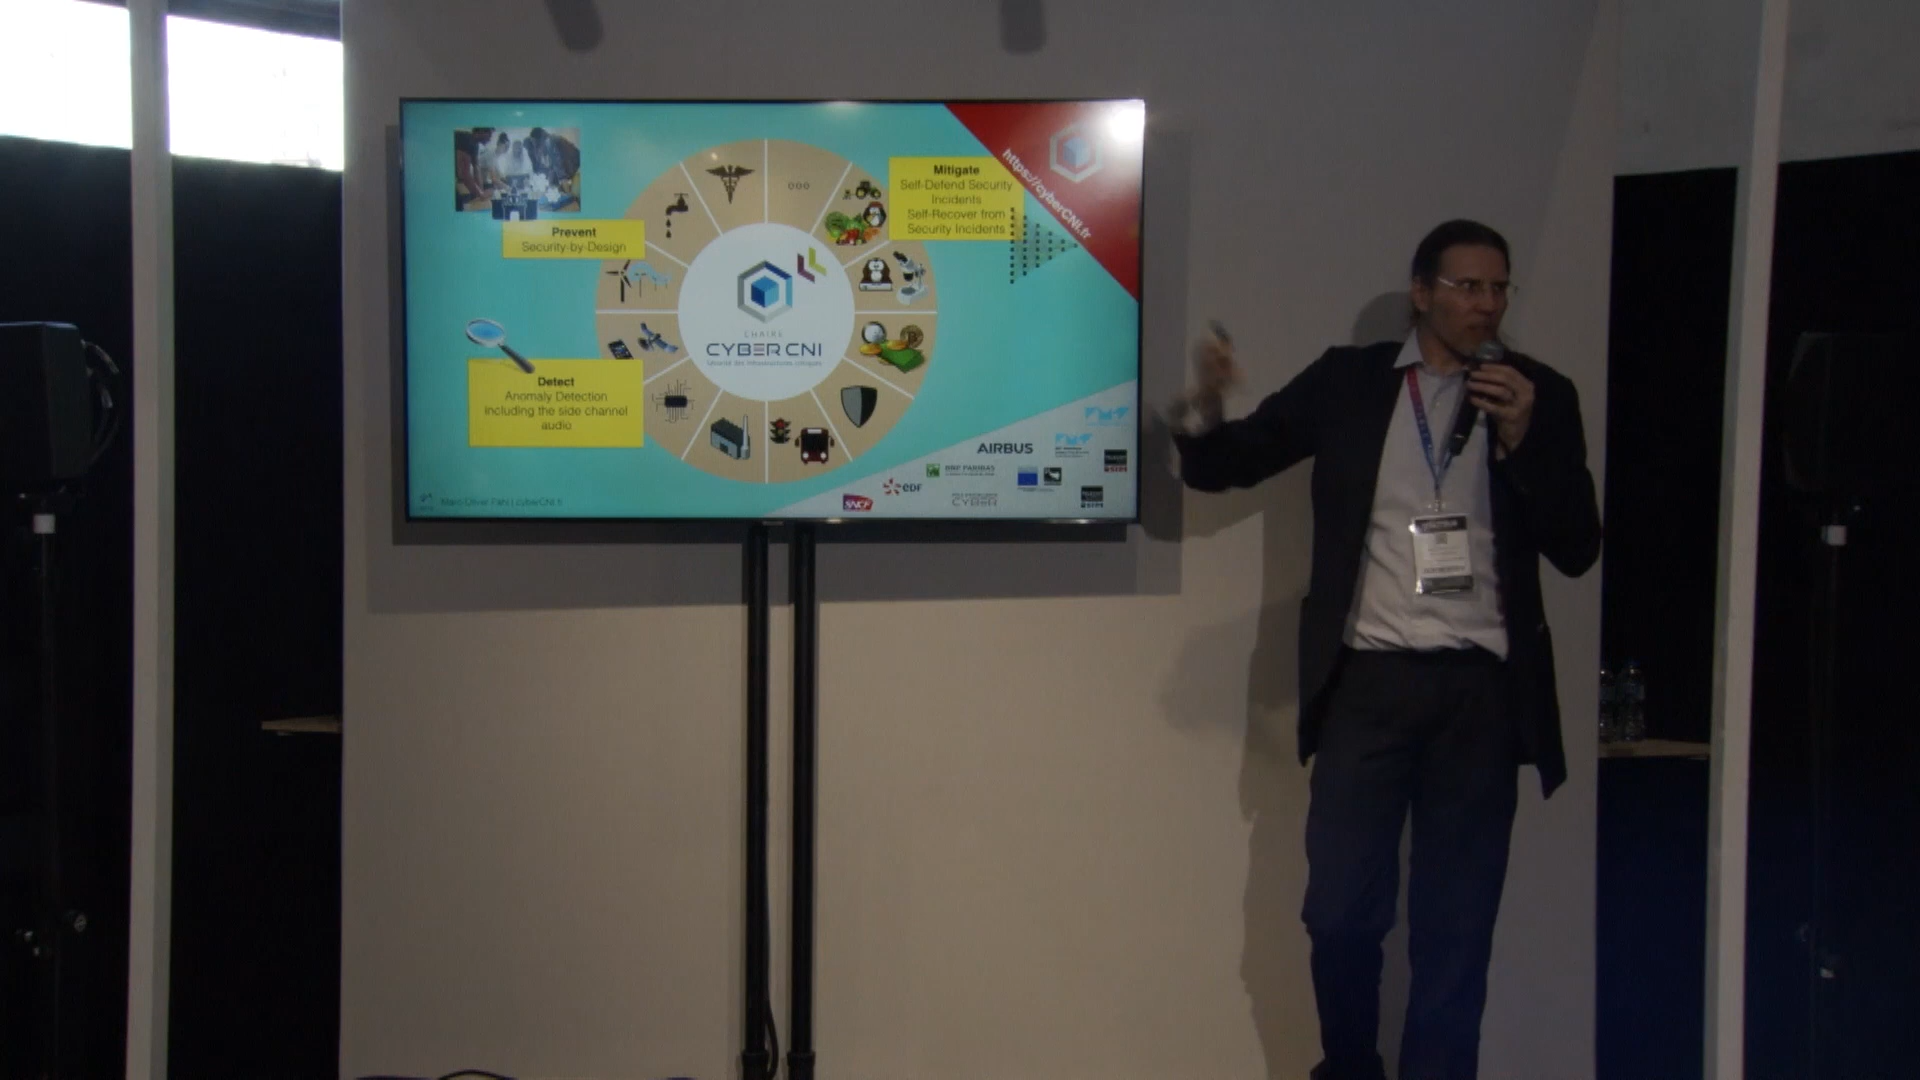 Prevent
Security-by-Design
Detect
Anomaly Detection
including the side channel
audio
Mitigate
Self-Defend Security
Incidents
Self-Recover from
Security Incidents
https://cyberCNI.fr
CHAIRE
CYBER CNI
AIRBUS
BNP PARIBAS
EDF
SNCF
CYBER